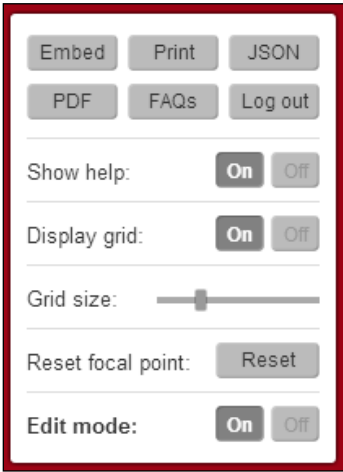 Embed Print JSON
PDF FAQs Log out
Show help: On Off
Display grid: On Off
Grid size:
Reset focal point: Reset
Edit mode: On Off